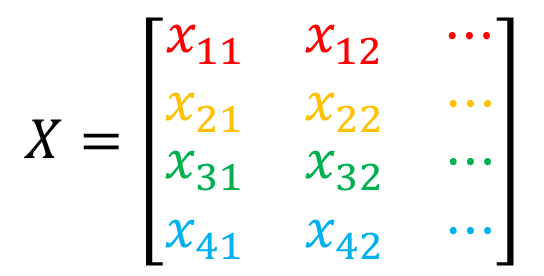 x₁₁ x₁₂ ⋯
x₂₁ x₂₂ ⋯
X =
x₃₁ x₃₂ ⋯
x₄₁ x₄₂ ⋯